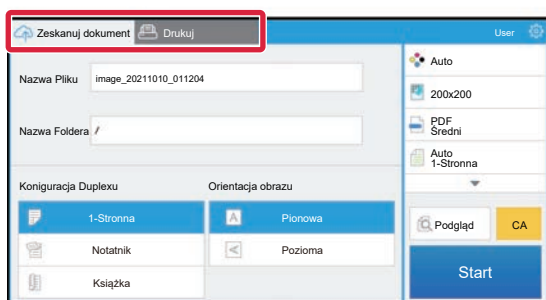 Zeskanuj dokument Drukuj User
Nazwa Pliku image_20211010_011204
Nazwa Foldera /
Auto
200x200
PDF
Średni
Auto
1-Stronna
Koniguracja Duplexu Orientacja obrazu
1-Stronna A Pionowa
Notatnik Pozioma
Książka
Podgląd CA
Start